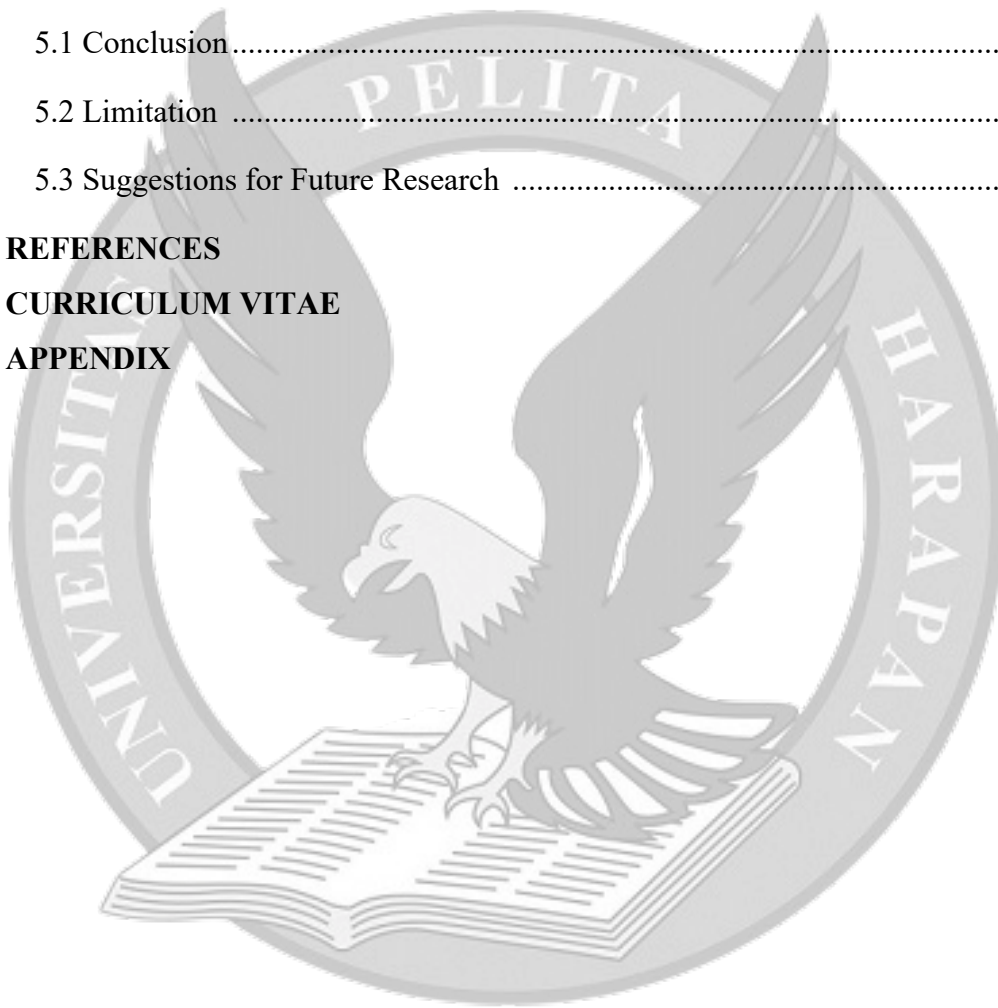 5.1 Conclusion....................................................................................................
5.2 Limitation ....................................................................................................
5.3 Suggestions for Future Research ..............................................................
REFERENCES
CURRICULUM VITAE
APPENDIX
UNIVERSITAS PELITA HARAPAN